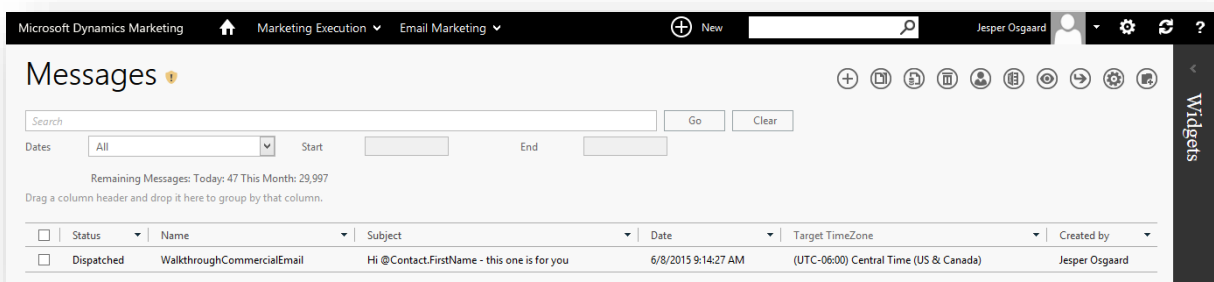 Microsoft Dynamics Marketing Marketing Execution Email Marketing New Jesper Osgaard ?
Messages
Widgets
Search Go Clear
Dates All Start End
Remaining Messages: Today: 47 This Month: 29,997
Drag a column header and drop it here to group by that column.
Status Name Subject Date Target TimeZone Created by
Dispatched WalkthroughCommercialEmail Hi @Contact.FirstName - this one is for you 6/8/2015 9:14:27 AM (UTC-06:00) Central Time (US & Canada) Jesper Osgaard